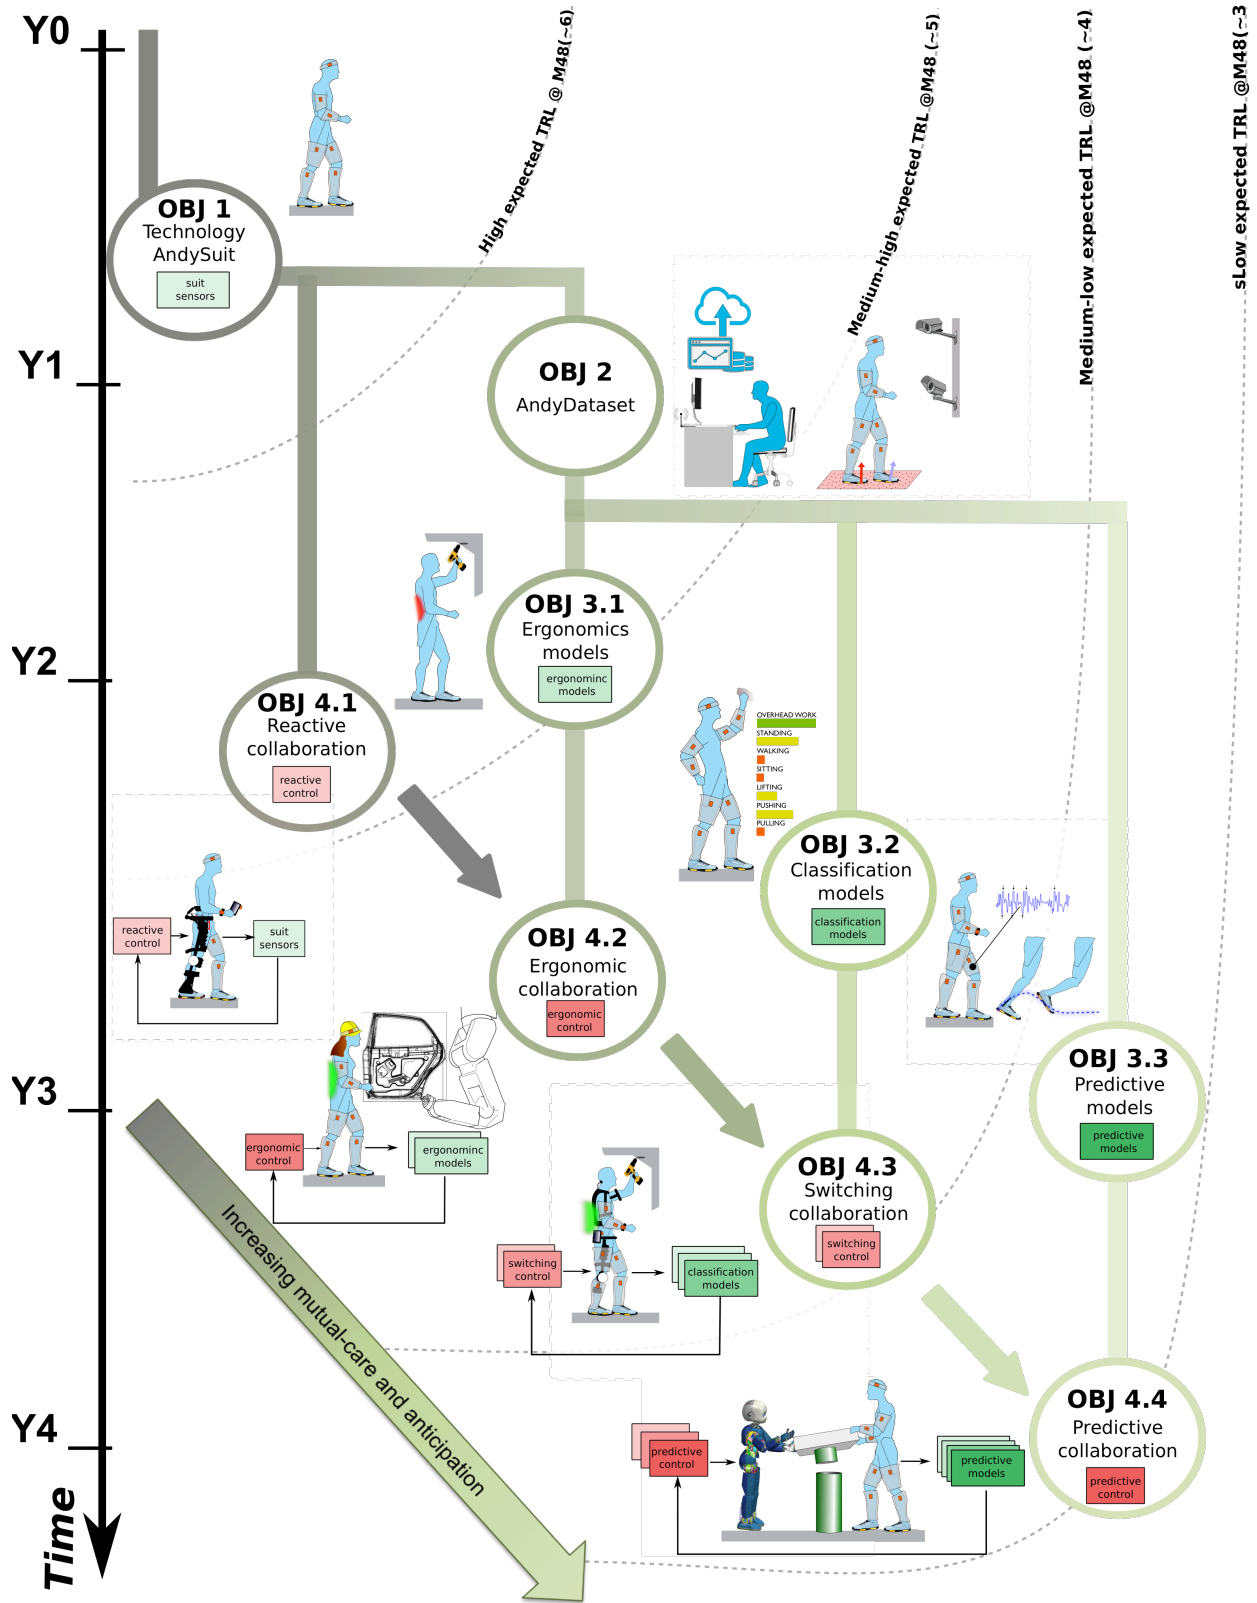 Y0
High expected TRL @ M48(~6)
Medium-high expected TRL @M48 (~5)
Medium-low expected TRL @M48 (~4)
sLow expected TRL @M48(~3
OBJ 1
Technology
AndySuit
suit
sensors
Y1
OBJ 2
AndyDataset
OBJ 3.1
Ergonomics
models
ergonominc
models
Y2
OBJ 4.1
Reactive
collaboration
reactive
control
OVERHEAD WORK
STANDING
WALKING
SITTING
LIFTING
PUSHING
PULLING
OBJ 3.2
Classification
models
classification
models
reactive
control
suit
sensors
OBJ 4.2
Ergonomic
collaboration
ergonomic
control
Y3
OBJ 3.3
Predictive
models
predictive
models
ergonomic
control
ergonominc
models
OBJ 4.3
Switching
collaboration
switching
control
switching
control
classification
models
Increasing mutual-care and anticipation
Y4
OBJ 4.4
Predictive
collaboration
predictive
control
predictive
control
predictive
models
Time